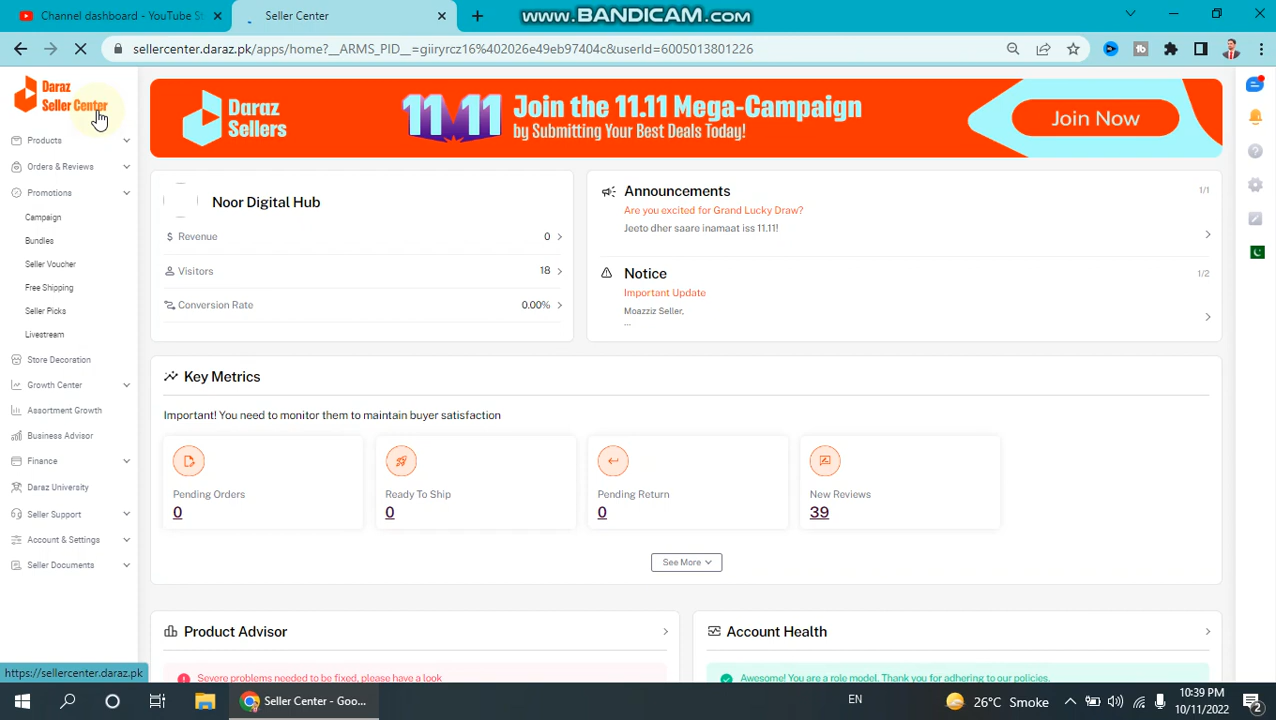 Channel dashboard - YouTube St
Seller Center
www.BANDICAM.com
sellercenter.daraz.pk/apps/home?__ARMS_PID__=giiryrcz16%402026e49eb97404c&userId=6005013801226
Daraz
Seller Center
Products
Orders & Reviews
Promotions
Campaign
Bundles
Seller Voucher
Free Shipping
Seller Picks
Livestream
Store Decoration
Growth Center
Assortment Growth
Business Advisor
Finance
Daraz University
Seller Support
Account & Settings
Seller Documents
Daraz
Sellers
11.11
Join the 11.11 Mega-Campaign
by Submitting Your Best Deals Today!
Join Now
Noor Digital Hub
Revenue 0
Visitors 18
Conversion Rate 0.00%
Announcements 1/1
Are you excited for Grand Lucky Draw?
Jeeto dher saare inamaat iss 11.11!
Notice 1/2
Important Update
Moazziz Seller,
...
Key Metrics
Important! You need to monitor them to maintain buyer satisfaction
Pending Orders
0
Ready To Ship
0
Pending Return
0
New Reviews
39
See More
Product Advisor
Severe problems needed to be fixed, please have a look
Account Health
Awesome! You are a role model. Thank you for adhering to our policies.
https://sellercenter.daraz.pk
Seller Center - Goo...
EN
26°C Smoke
10:39 PM
10/11/2022
2